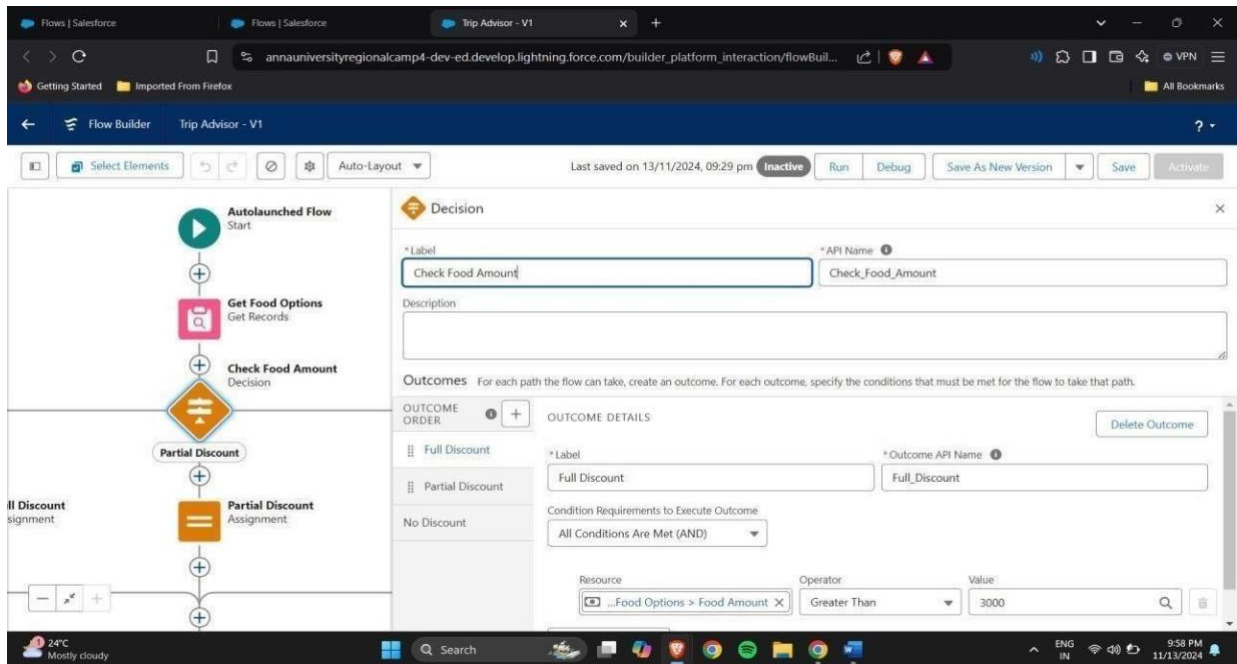 Flows | Salesforce
Flows | Salesforce
Trip Advisor - V1
annauniversityregionalcamp4-dev-ed.develop.lightning.force.com/builder_platform_interaction/flowBuil...
VPN
Getting Started
Imported From Firefox
All Bookmarks
Flow Builder
Trip Advisor - V1
?
Select Elements
Auto-Layout
Last saved on 13/11/2024, 09:29 pm
Inactive
Run
Debug
Save As New Version
Save
Activate
Autolaunched Flow
Start
Get Food Options
Get Records
Check Food Amount
Decision
Partial Discount
ll Discount
signment
Partial Discount
Assignment
Decision
*Label
Check Food Amount
*API Name
Check_Food_Amount
Description
Outcomes For each path the flow can take, create an outcome. For each outcome, specify the conditions that must be met for the flow to take that path.
OUTCOME
ORDER
Full Discount
Partial Discount
No Discount
OUTCOME DETAILS
Delete Outcome
*Label
Full Discount
*Outcome API Name
Full_Discount
Condition Requirements to Execute Outcome
All Conditions Are Met (AND)
Resource
...Food Options > Food Amount
Operator
Greater Than
Value
3000
24°C
Mostly cloudy
Search
ENG
IN
9:58 PM
11/13/2024